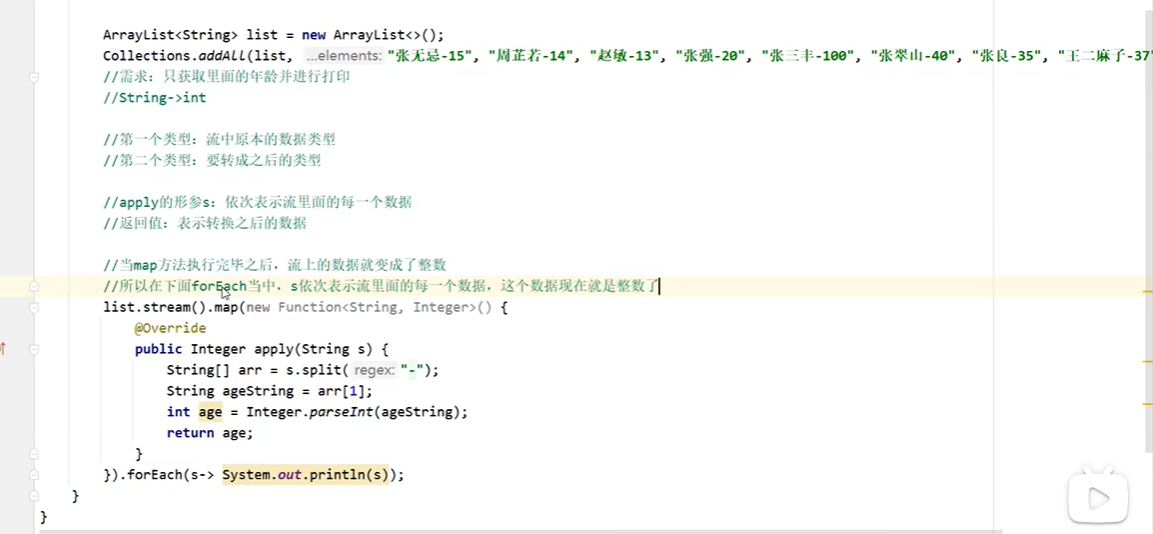 ArrayList<String> list = new ArrayList<>();
Collections.addAll(list, ...elements: "张无忌-15", "周芷若-14", "赵敏-13", "张强-20", "张三丰-100", "张翠山-40", "张良-35", "王二麻子-37"
//需求：只获取里面的年龄并进行打印
//String->int
//第一个类型：流中原本的数据类型
//第二个类型：要转成之后的类型
//apply的形参s：依次表示流里面的每一个数据
//返回值：表示转换之后的数据
//当map方法执行完毕之后，流上的数据就变成了整数
//所以在下面forEach当中，s依次表示流里面的每一个数据，这个数据现在就是整数了
list.stream().map(new Function<String, Integer>() {
@Override
public Integer apply(String s) {
String[] arr = s.split( regex: "-");
String ageString = arr[1];
int age = Integer.parseInt(ageString);
return age;
}
}).forEach(s-> System.out.println(s));
}
}